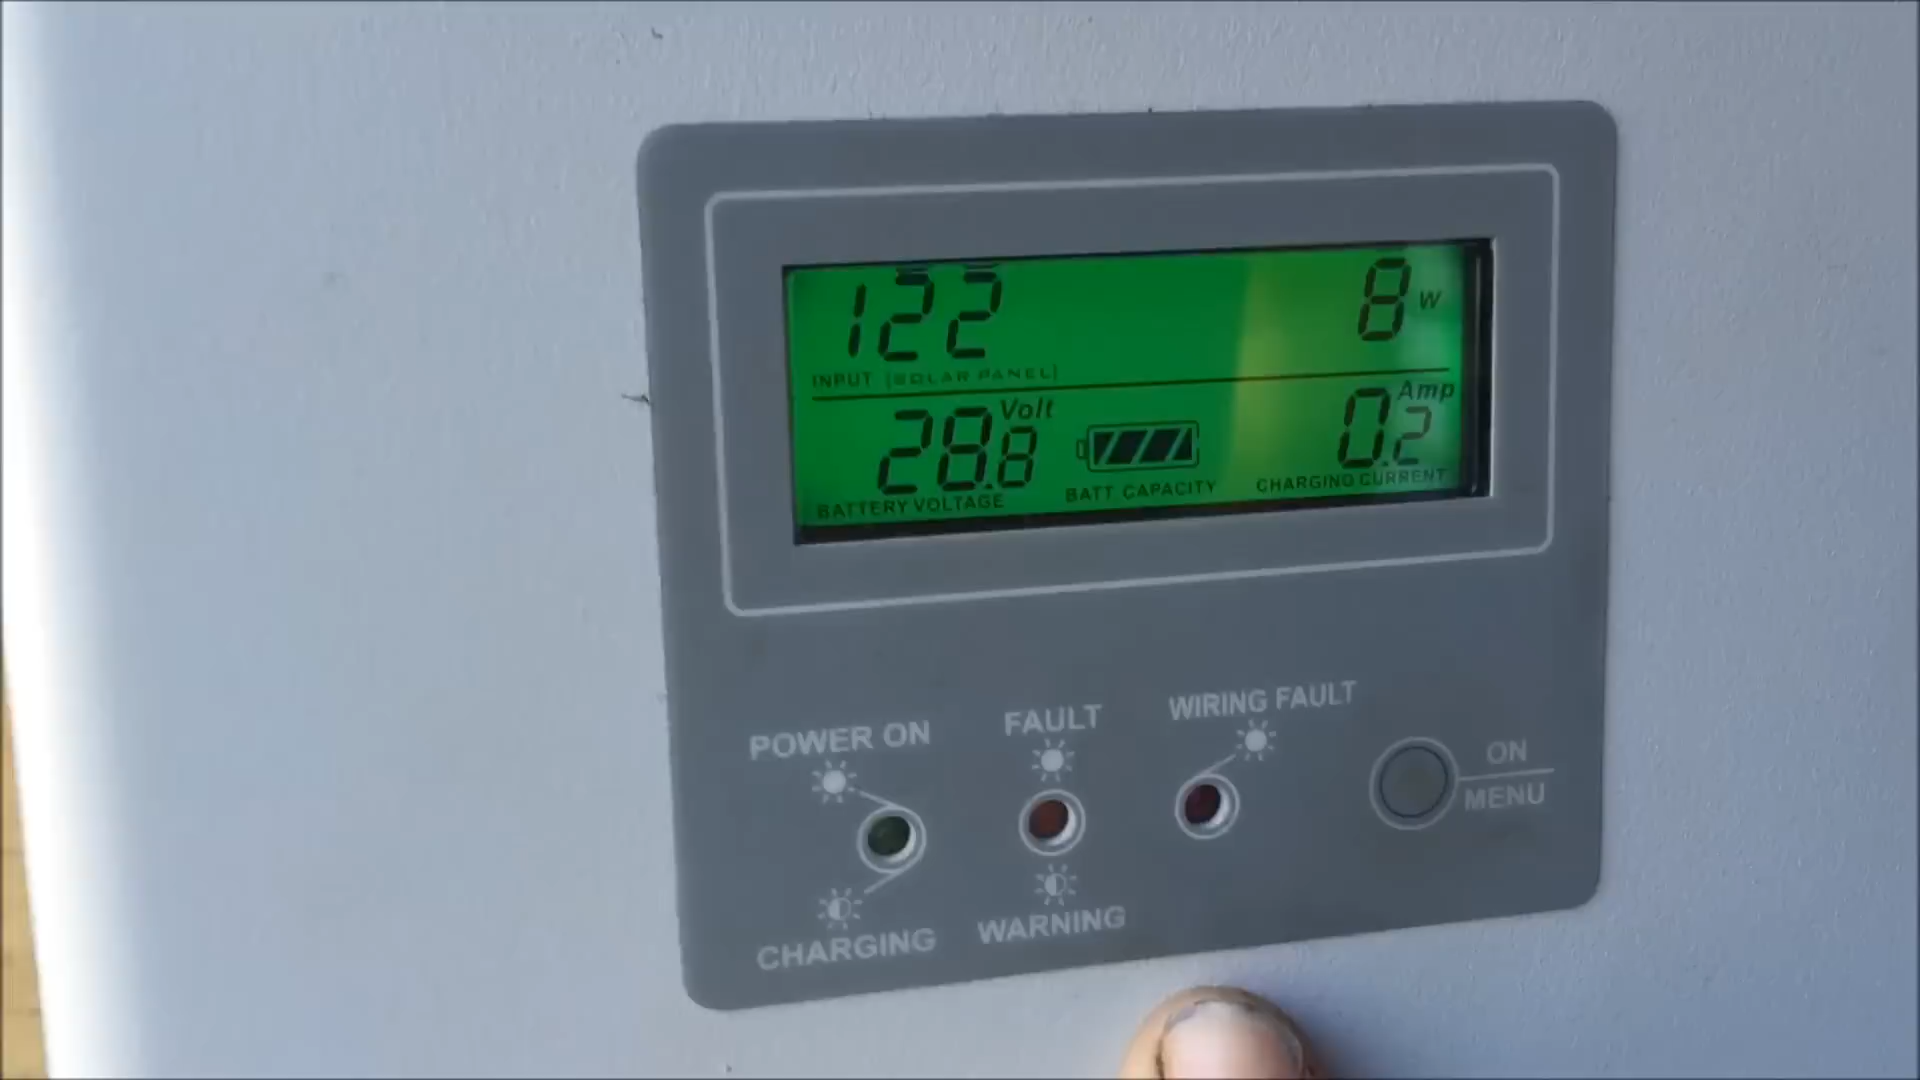 122 8 W
INPUT (SOLAR PANEL)
28.8 Volt 0.2 Amp
BATTERY VOLTAGE BATT. CAPACITY CHARGING CURRENT
POWER ON FAULT WIRING FAULT
ON
MENU
CHARGING WARNING